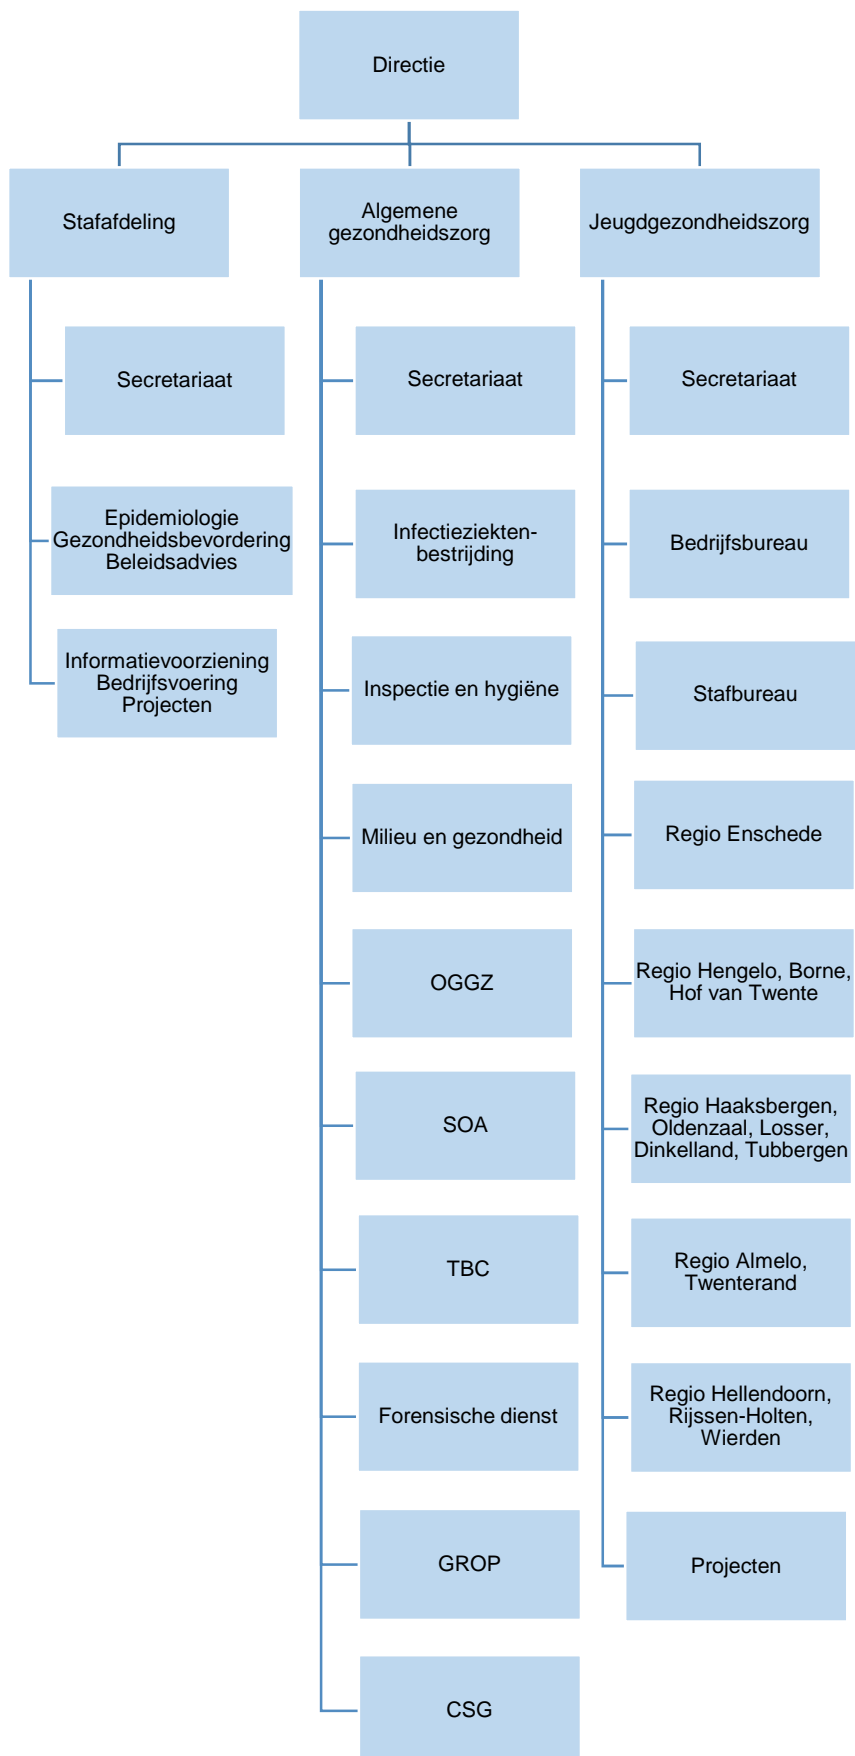 Directie
Stafafdeling
Algemene
gezondheidszorg
Jeugdgezondheidszorg
Secretariaat
Secretariaat
Secretariaat
Epidemiologie
Gezondheidsbevordering
Beleidsadvies
Infectieziekten-
bestrijding
Bedrijfsbureau
Informatievoorziening
Bedrijfsvoering
Projecten
Inspectie en hygiëne
Stafbureau
Milieu en gezondheid
Regio Enschede
OGGZ
Regio Hengelo, Borne,
Hof van Twente
SOA
Regio Haaksbergen,
Oldenzaal, Losser,
Dinkelland, Tubbergen
TBC
Regio Almelo,
Twenterand
Forensische dienst
Regio Hellendoorn,
Rijssen-Holten,
Wierden
GROP
Projecten
CSG